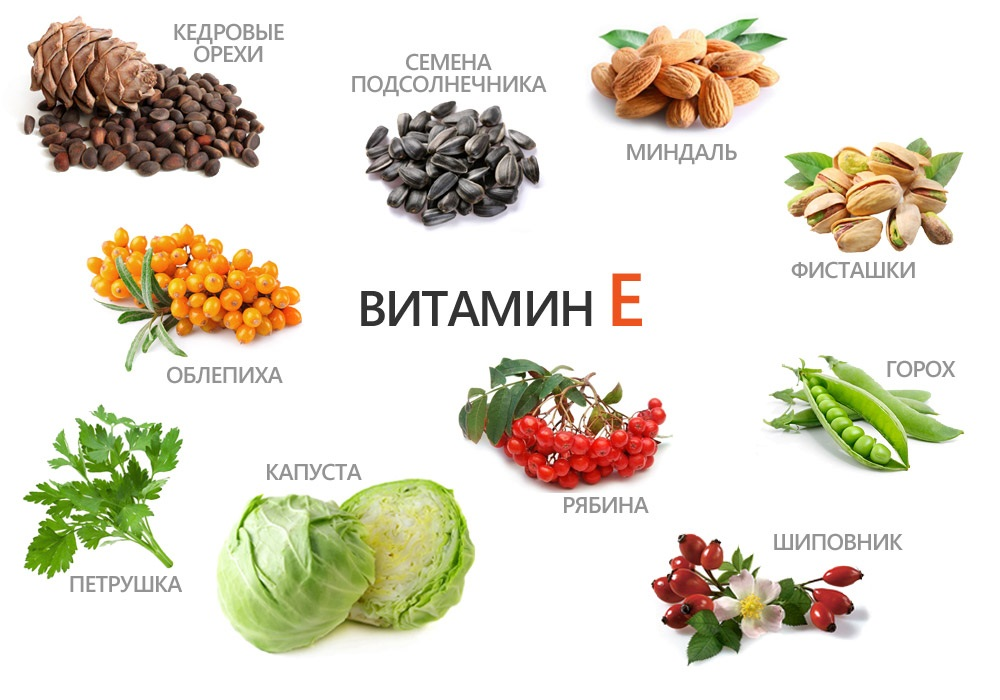 КЕДРОВЫЕ
ОРЕХИ
СЕМЕНА
ПОДСОЛНЕЧНИКА
МИНДАЛЬ
ФИСТАШКИ
ОБЛЕПИХА
ВИТАМИН E
ГОРОХ
ПЕТРУШКА
КАПУСТА
РЯБИНА
ШИПОВНИК